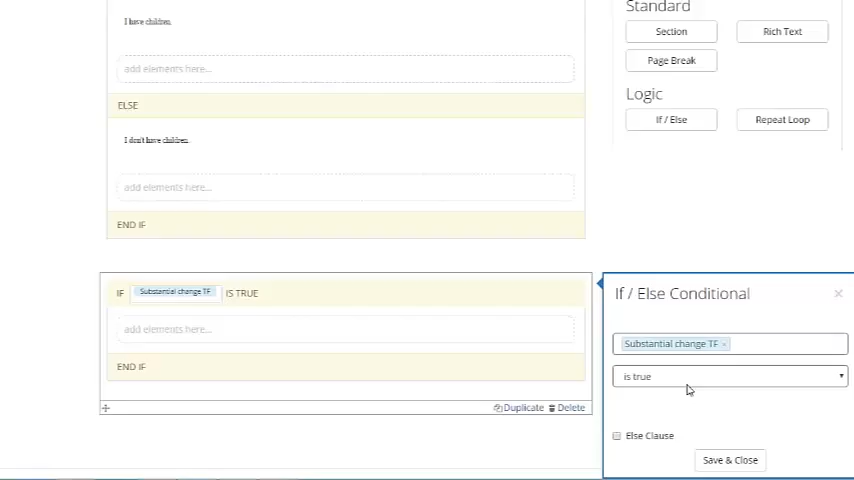 Standard
I have children.
Section
Rich Text
Page Break
add elements here...
Logic
ELSE
If / Else
Repeat Loop
I don't have children.
add elements here...
END IF
IF Substantial change TF IS TRUE
add elements here...
END IF
Duplicate Delete
If / Else Conditional ×
Substantial change TF ×
is true
Else Clause
Save & Close